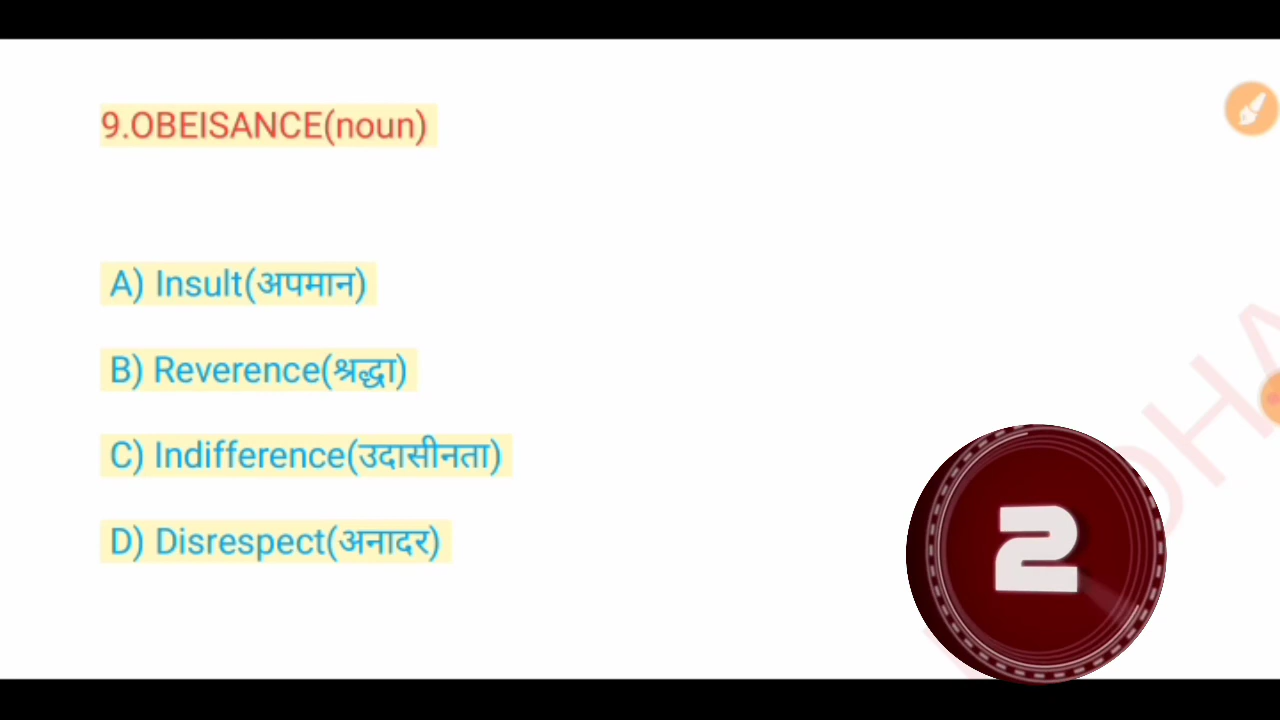 9.OBEISANCE(noun)
A) Insult(अपमान)
B) Reverence(श्रद्धा)
C) Indifference(उदासीनता)
D) Disrespect(अनादर)
2